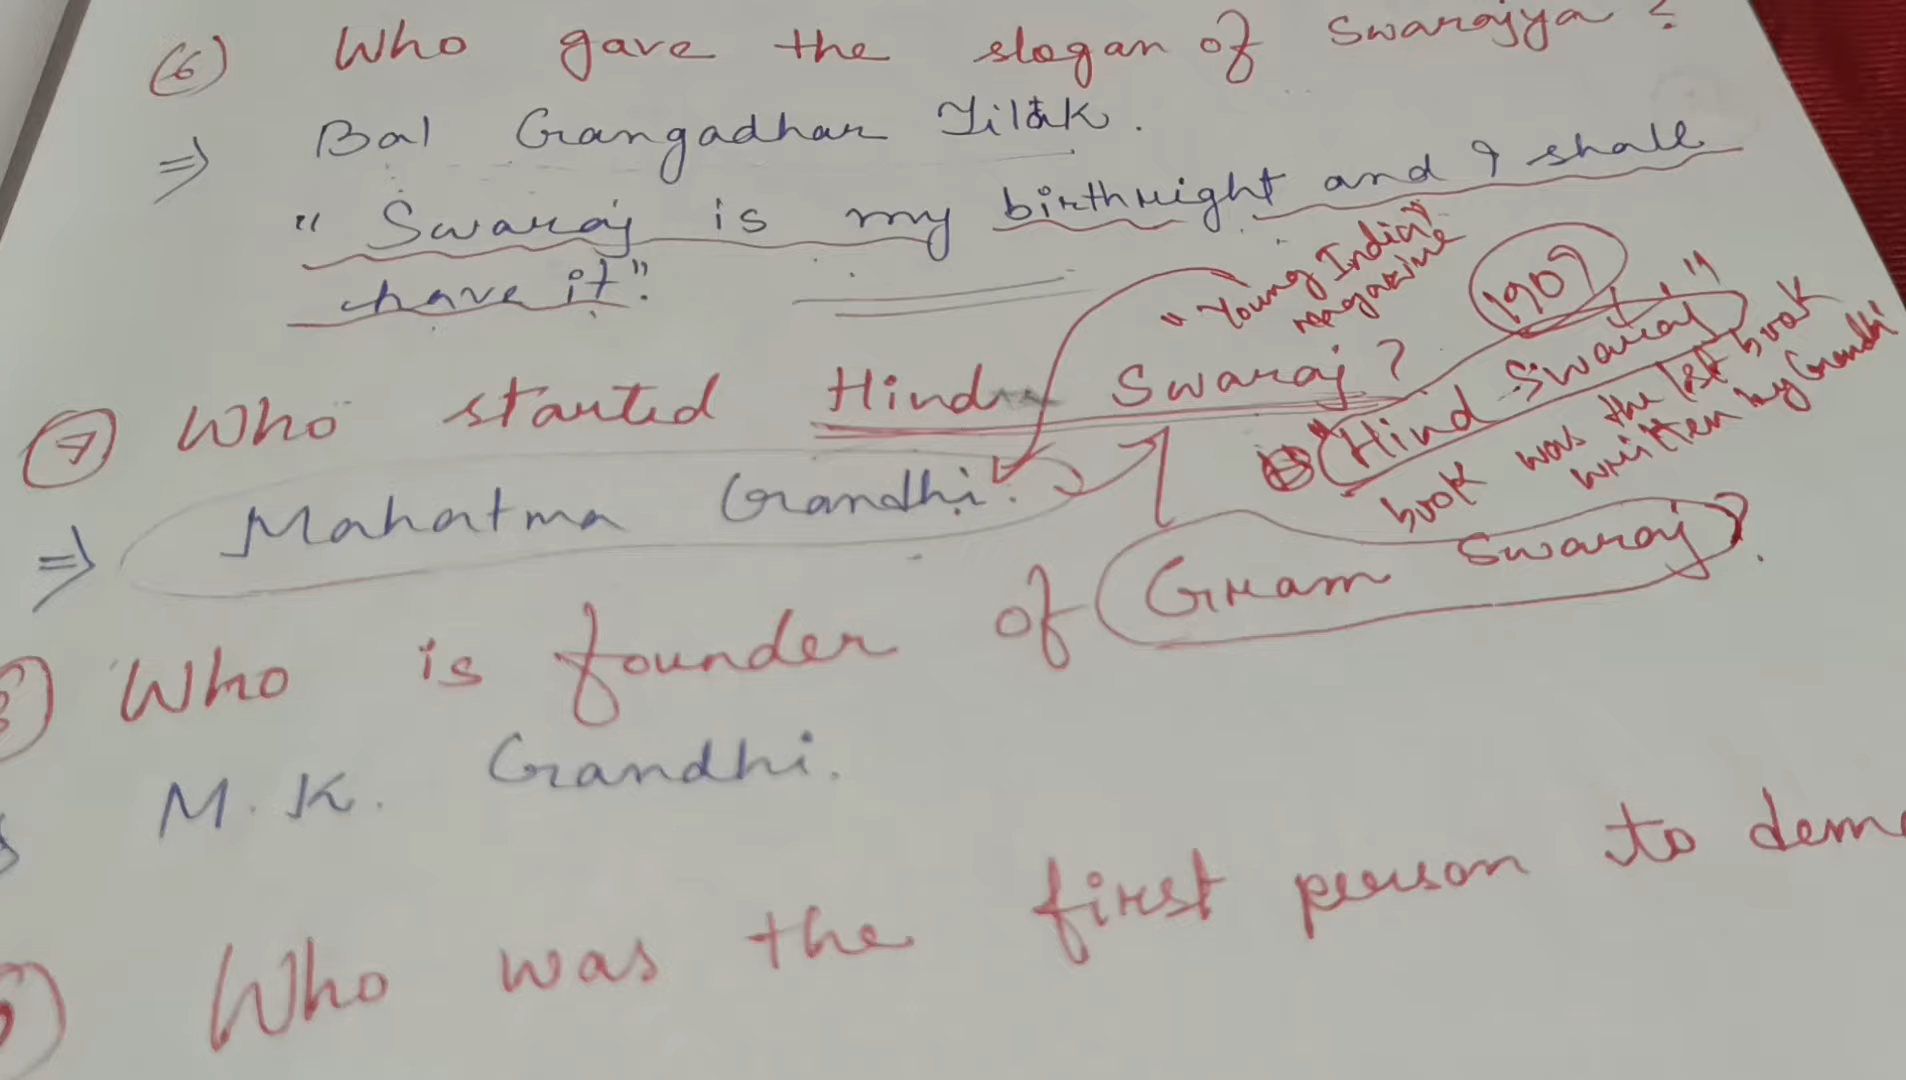 (6) Who gave the slogan of Swarajya?
⇒ Bal Gangadhar Tilak.
"Swaraj is my birthright and I shall
have it".
"Young India"
magazine
1909
(7) Who started Hind Swaraj?
"Hind Swaraj"
book was the 1st book
written by Gandhi
⇒ Mahatma Gandhi.
8) Who is founder of Gram Swaraj?
M. K. Gandhi.
Who was the first person to dem